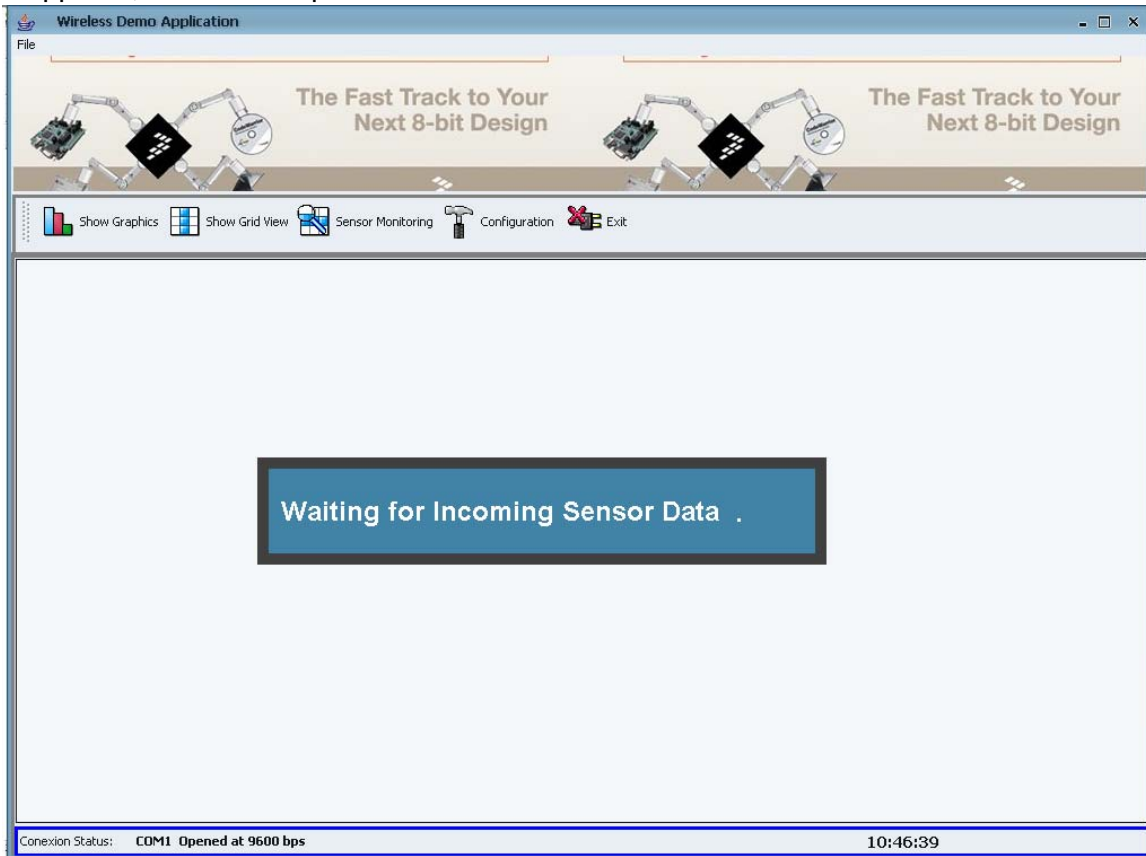 Wireless Demo Application
File
The Fast Track to Your
Next 8-bit Design
The Fast Track to Your
Next 8-bit Design
Show Graphics Show Grid View Sensor Monitoring Configuration Exit
Waiting for Incoming Sensor Data .
Conexion Status: COM1 Opened at 9600 bps 10:46:39